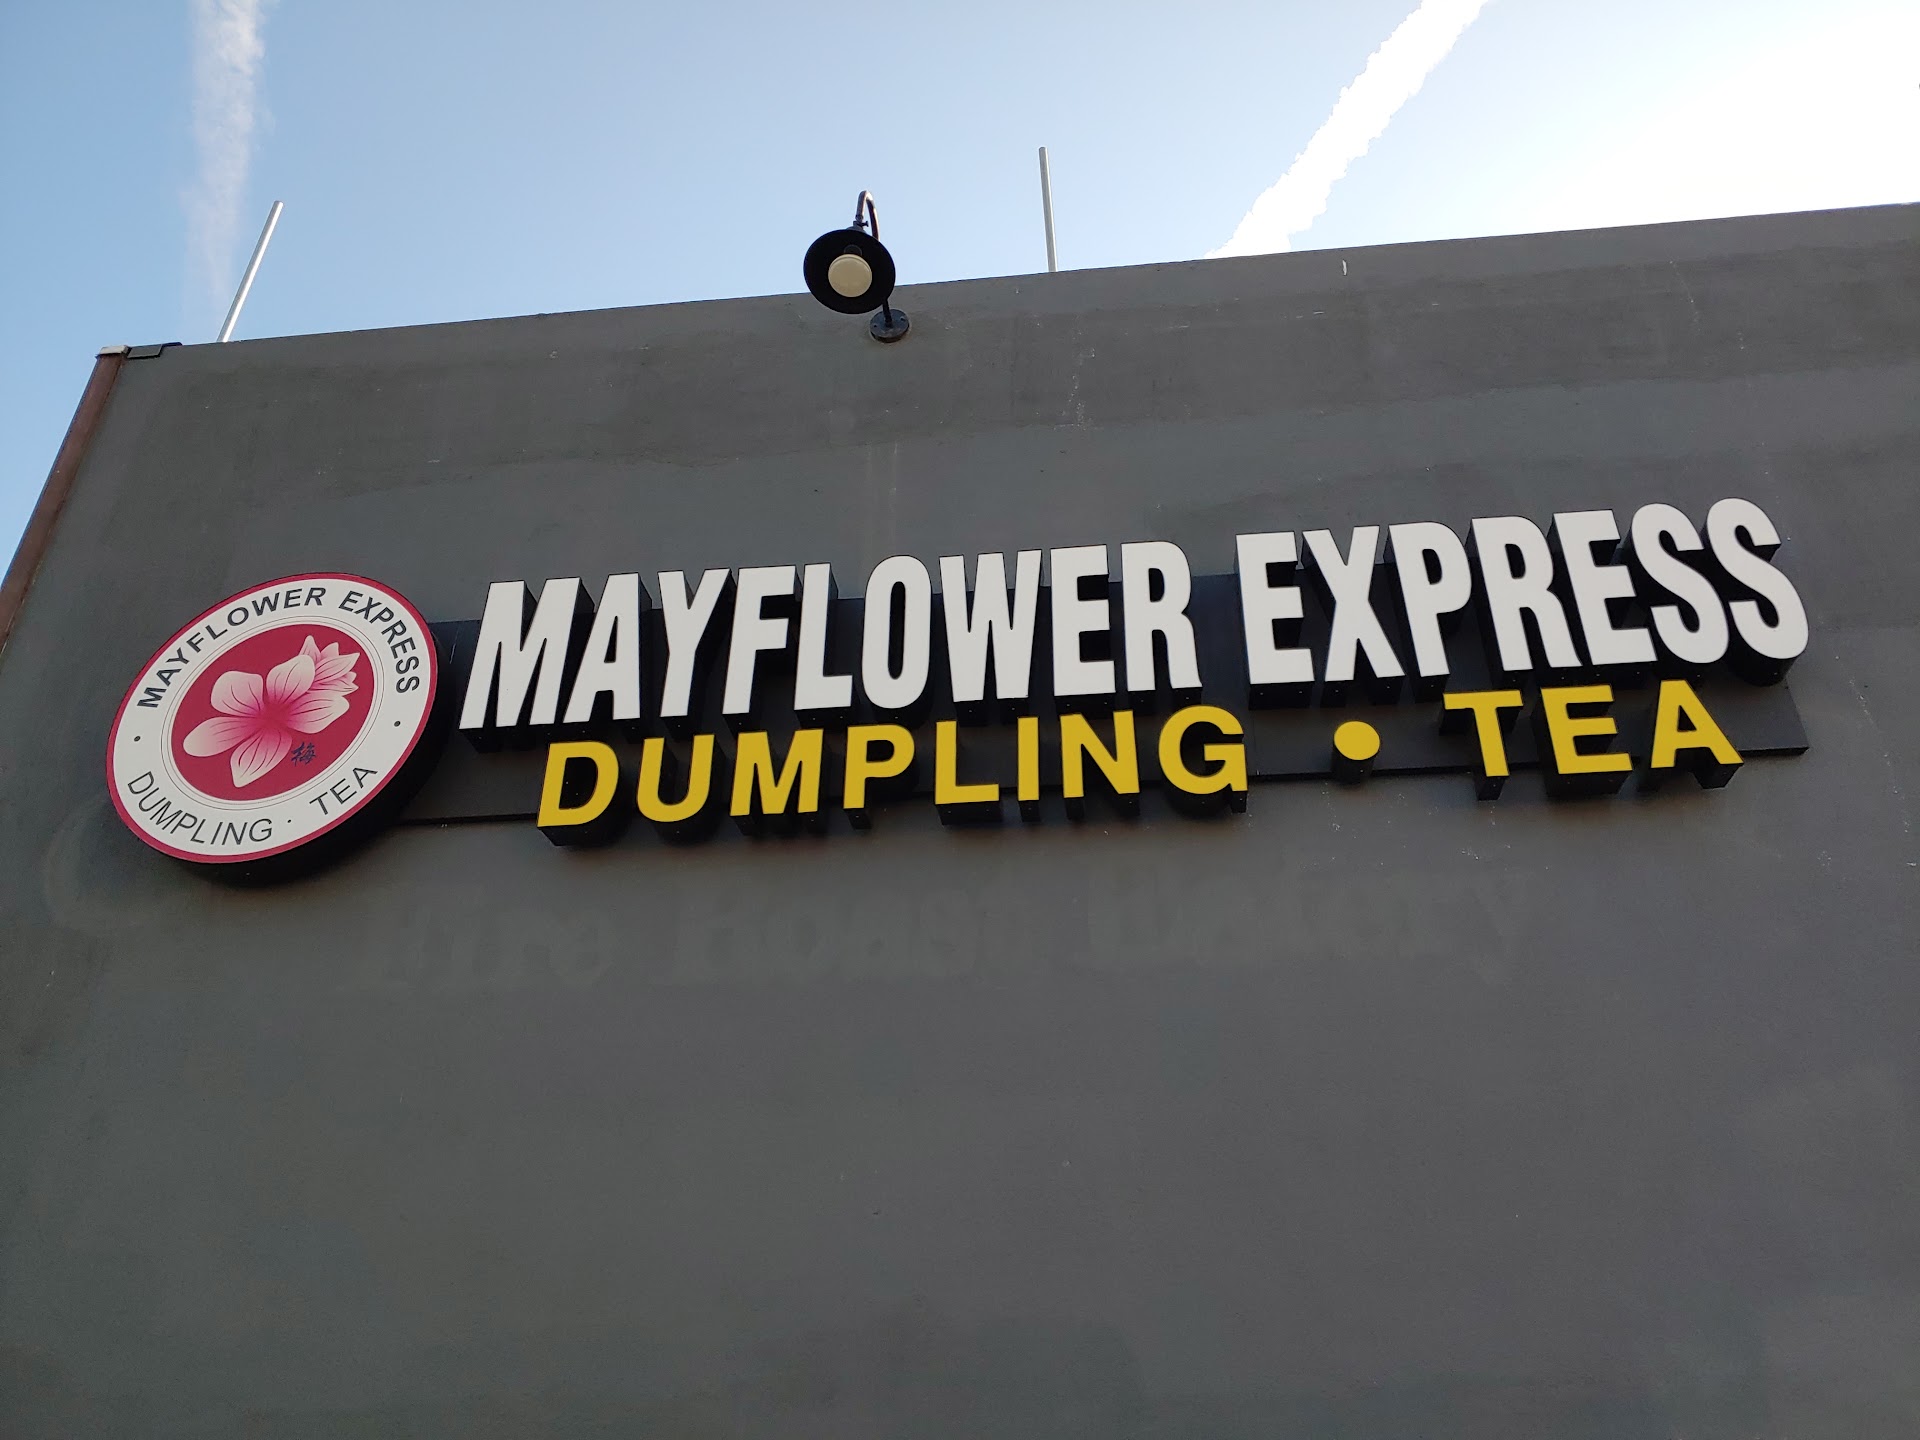 MAYFLOWER EXPRESS
• DUMPLING · TEA •
梅
MAYFLOWER EXPRESS
DUMPLING • TEA